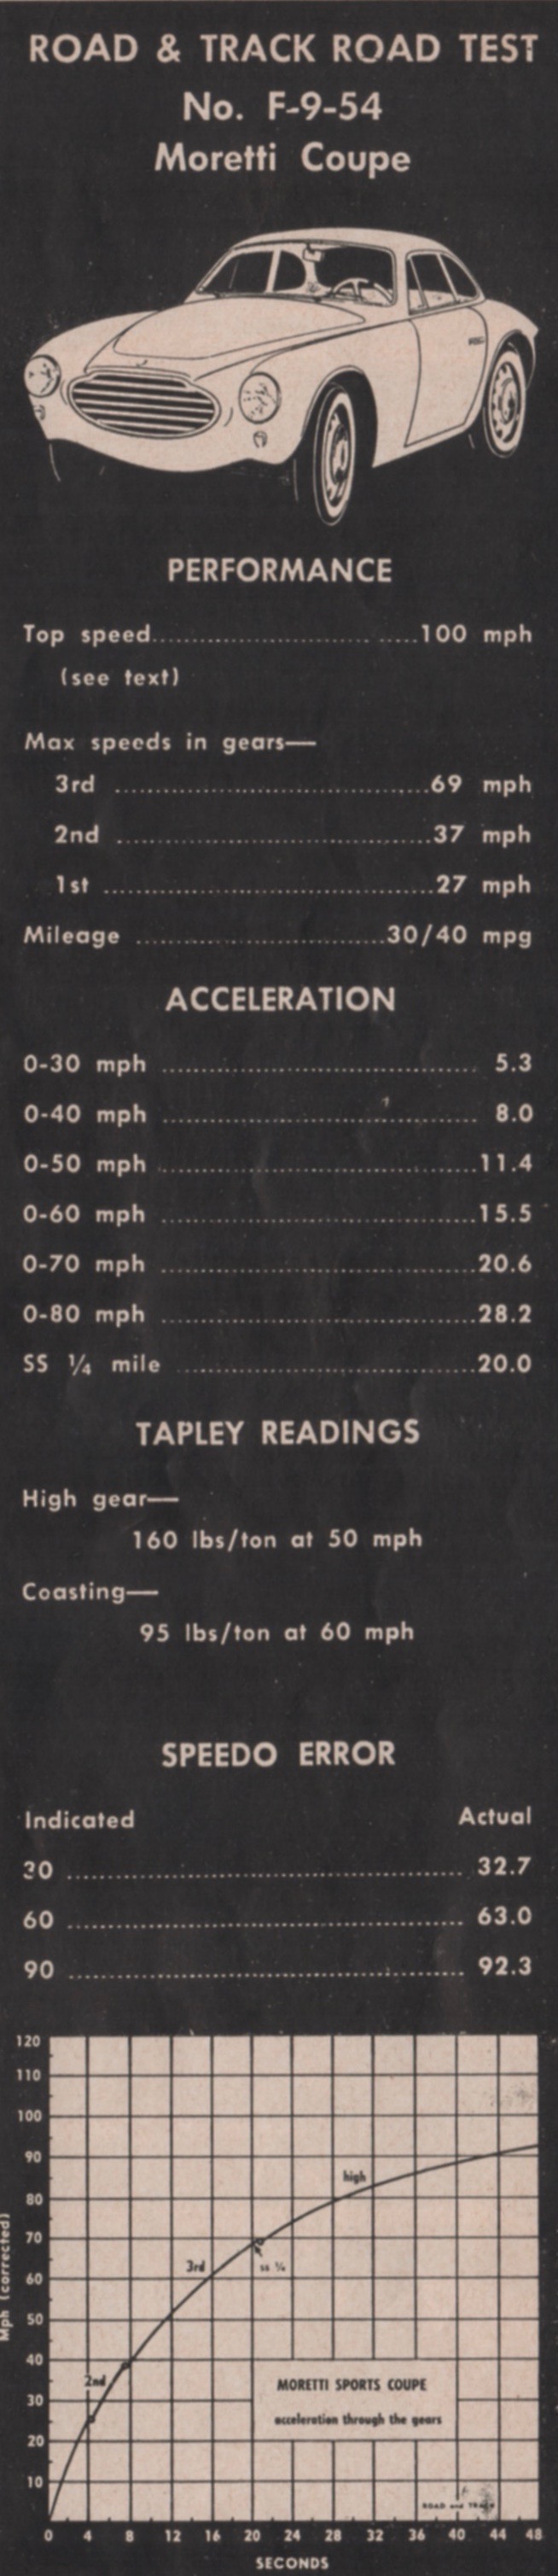 ROAD & TRACK ROAD TEST
No. F-9-54
Moretti Coupe
PERFORMANCE
Top speed..............................100 mph
(see text)
Max speeds in gears—
3rd ......................................69 mph
2nd ......................................37 mph
1st ........................................27 mph
Mileage ..............................30/40 mpg
ACCELERATION
0-30 mph ...................................... 5.3
0-40 mph ...................................... 8.0
0-50 mph ......................................11.4
0-60 mph ......................................15.5
0-70 mph ......................................20.6
0-80 mph ......................................28.2
SS ¼ mile ....................................20.0
TAPLEY READINGS
High gear—
160 lbs/ton at 50 mph
Coasting—
95 lbs/ton at 60 mph
SPEEDO ERROR
Indicated Actual
30 ................................................ 32.7
60 ................................................ 63.0
90 ................................................ 92.3
120
110
100
90
80
70
60
50
40
30
20
10
Mph (corrected)
high
3rd
SS ¼
2nd
MORETTI SPORTS COUPE
acceleration through the gears
ROAD and TRACK
0 4 8 12 16 20 24 28 32 36 40 44 48
SECONDS